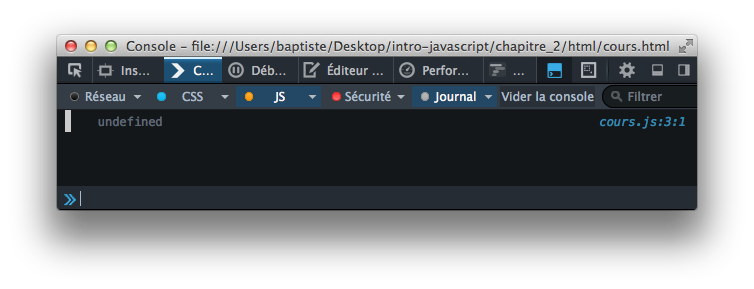 Console - file:///Users/baptiste/Desktop/intro-javascript/chapitre_2/html/cours.html
Ins... C... Déb... Éditeur ... Perfor... ...
Réseau CSS JS Sécurité Journal Vider la console Filtrer
undefined cours.js:3:1